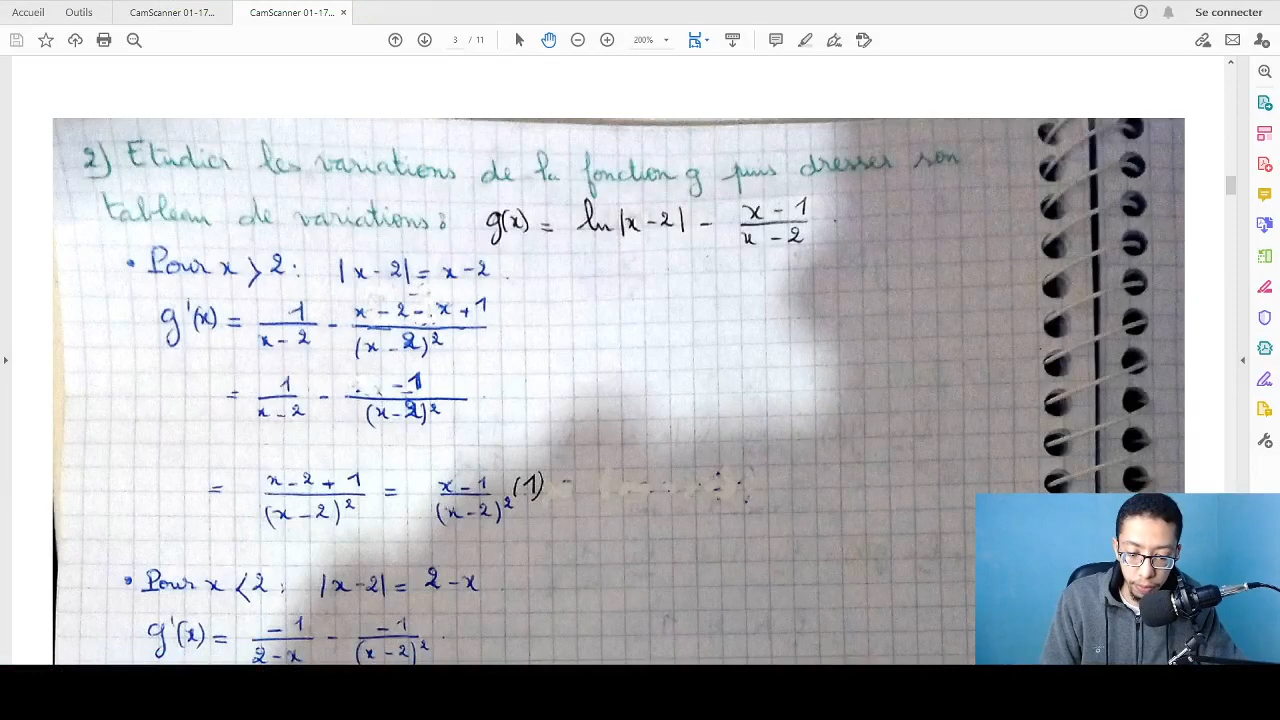 Accueil Outils CamScanner 01-17... CamScanner 01-17... × Se connecter
3 / 11 200%
2) Etudier les variations de la fonction g puis dresser son
tableau de variations : g(x) = ln|x-2| - (x-1)/(x-2)
• Pour x > 2 : |x-2| = x-2
g'(x) = 1/(x-2) - (x-2-x+1)/(x-2)²
= 1/(x-2) - (-1)/(x-2)²
= (x-2+1)/(x-2)² = (x-1)/(x-2)² (1)
• Pour x < 2 : |x-2| = 2-x
g'(x) = -1/(2-x) - (-1)/(x-2)²